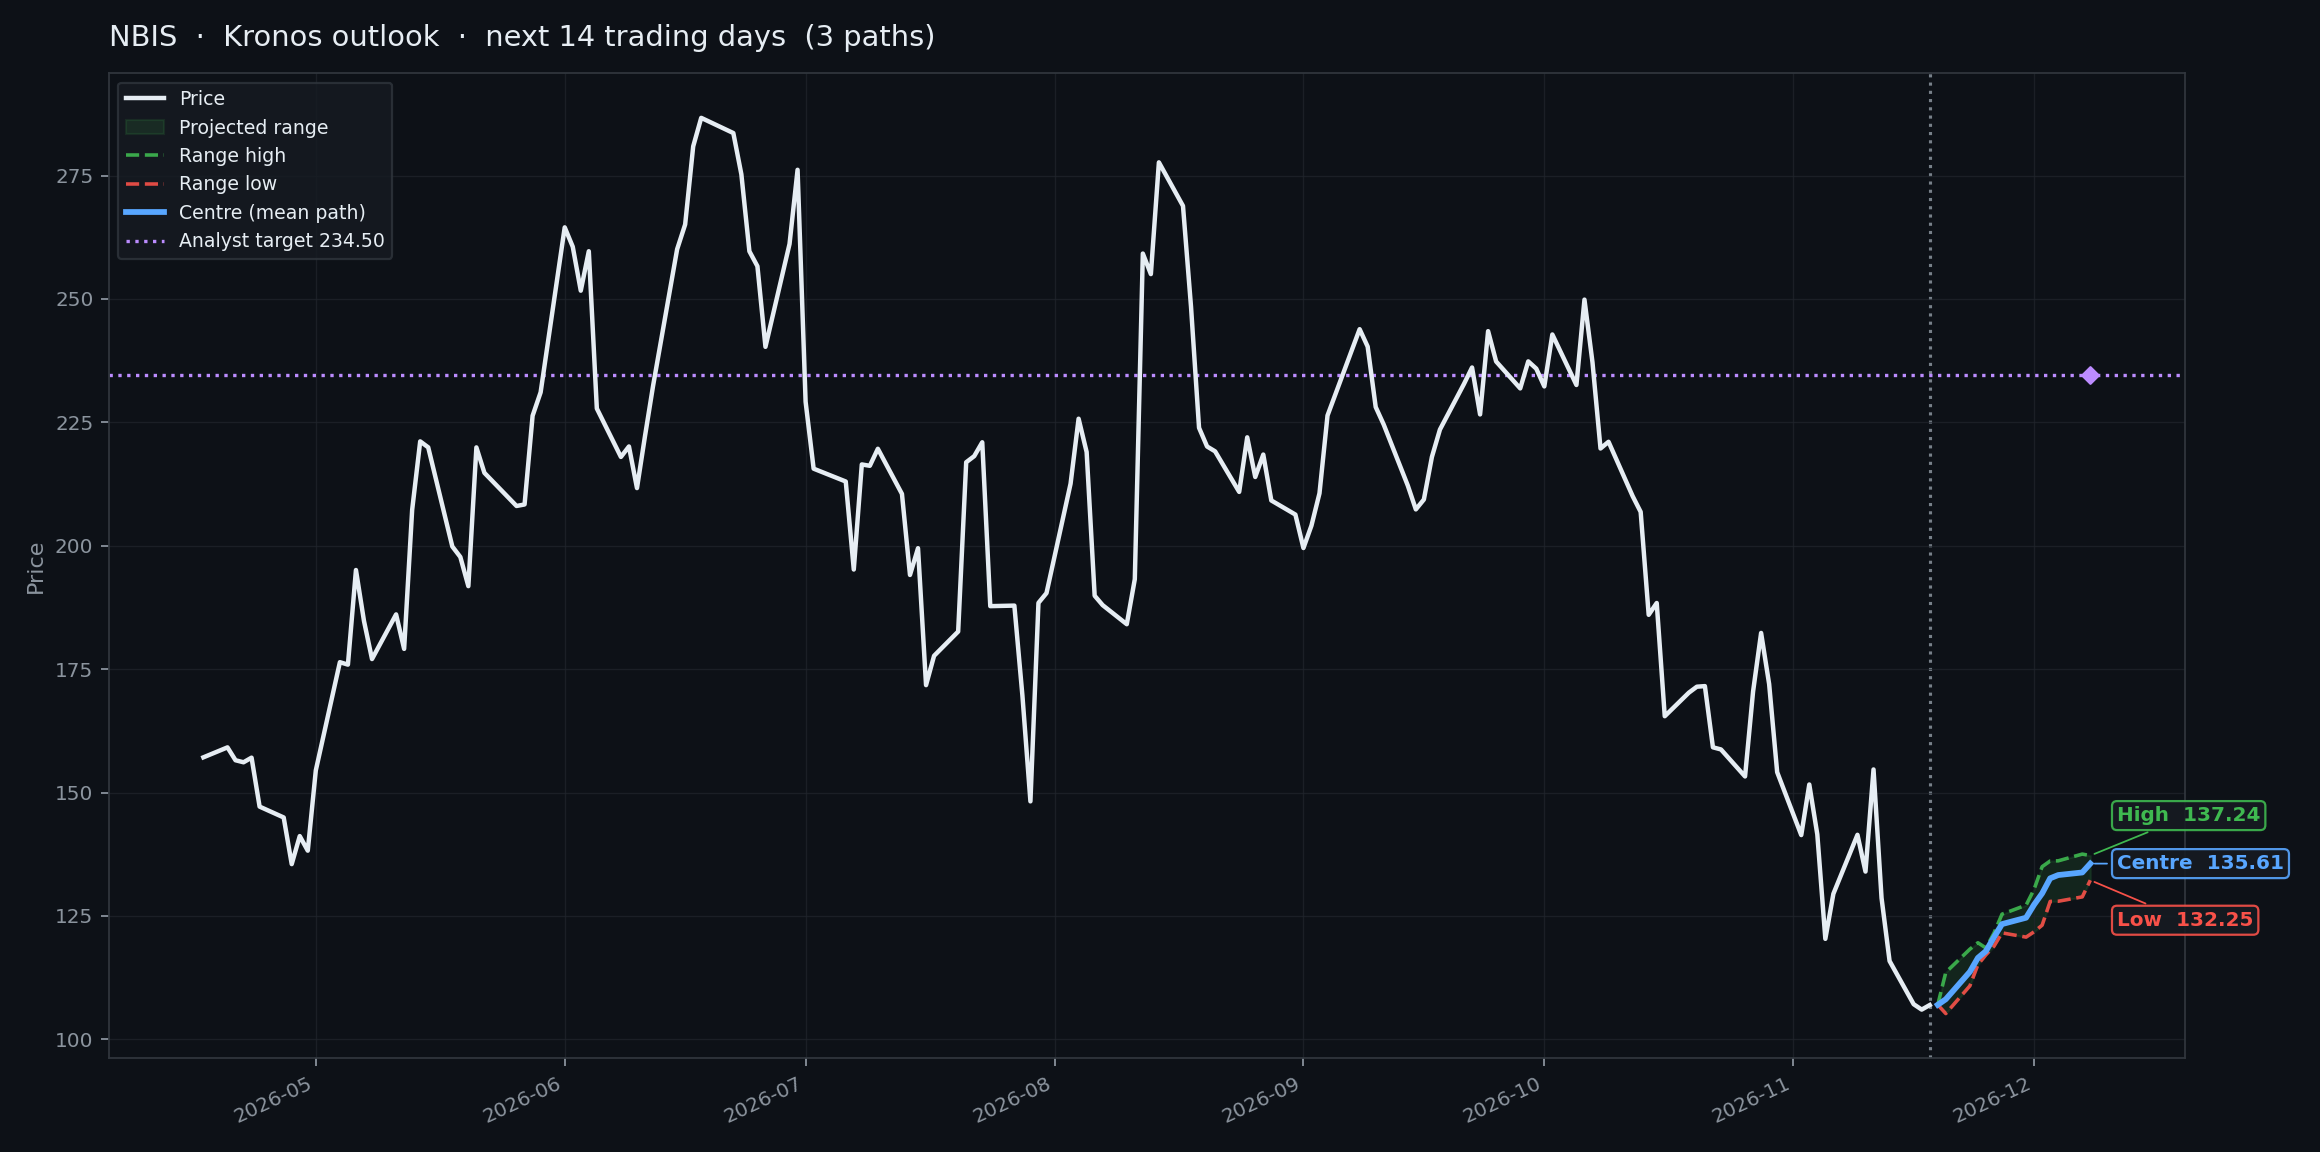 NBIS · Kronos outlook · next 14 trading days (3 paths)
Price
Projected range
Range high
Range low
Centre (mean path)
Analyst target 234.50
275
250
225
200
175
150
125
100
Price
High 137.24
Centre 135.61
Low 132.25
2026-05
2026-06
2026-07
2026-08
2026-09
2026-10
2026-11
2026-12